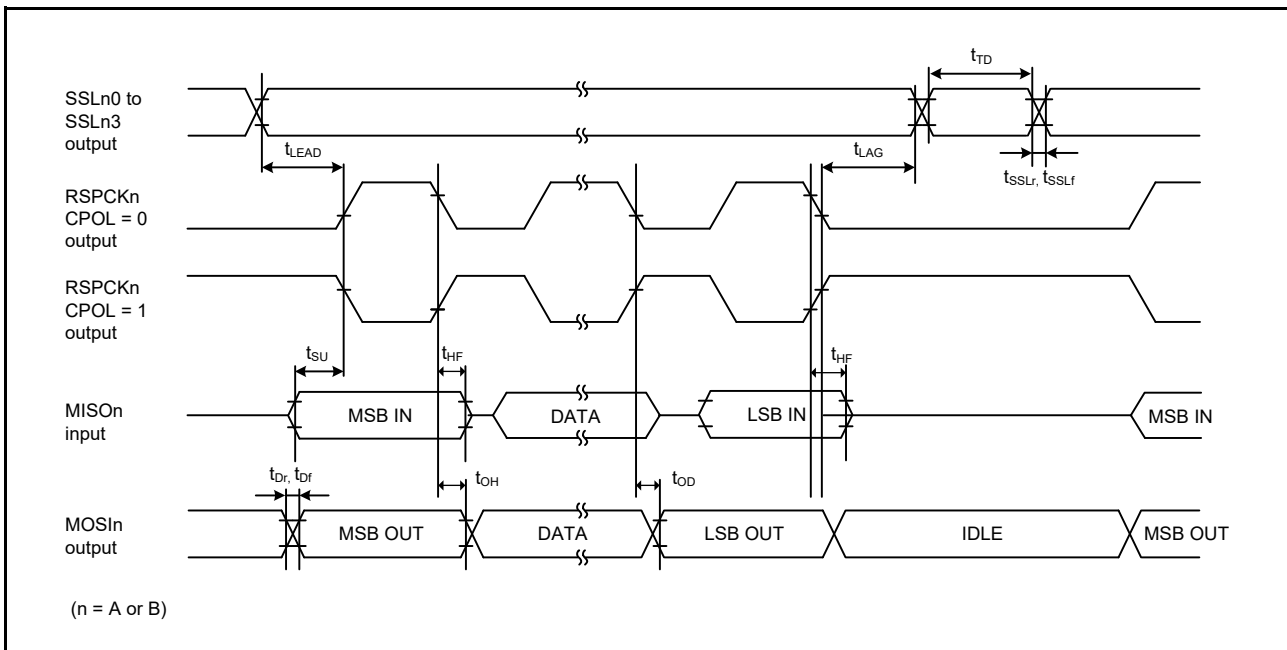 SSLn0 to
SSLn3
output
tTD
tLEAD
tLAG
tSSLr, tSSLf
RSPCKn
CPOL = 0
output
RSPCKn
CPOL = 1
output
tSU
tHF
tHF
MISOn
input
MSB IN
DATA
LSB IN
MSB IN
tDr, tDf
tOH
tOD
MOSIn
output
MSB OUT
DATA
LSB OUT
IDLE
MSB OUT
(n = A or B)